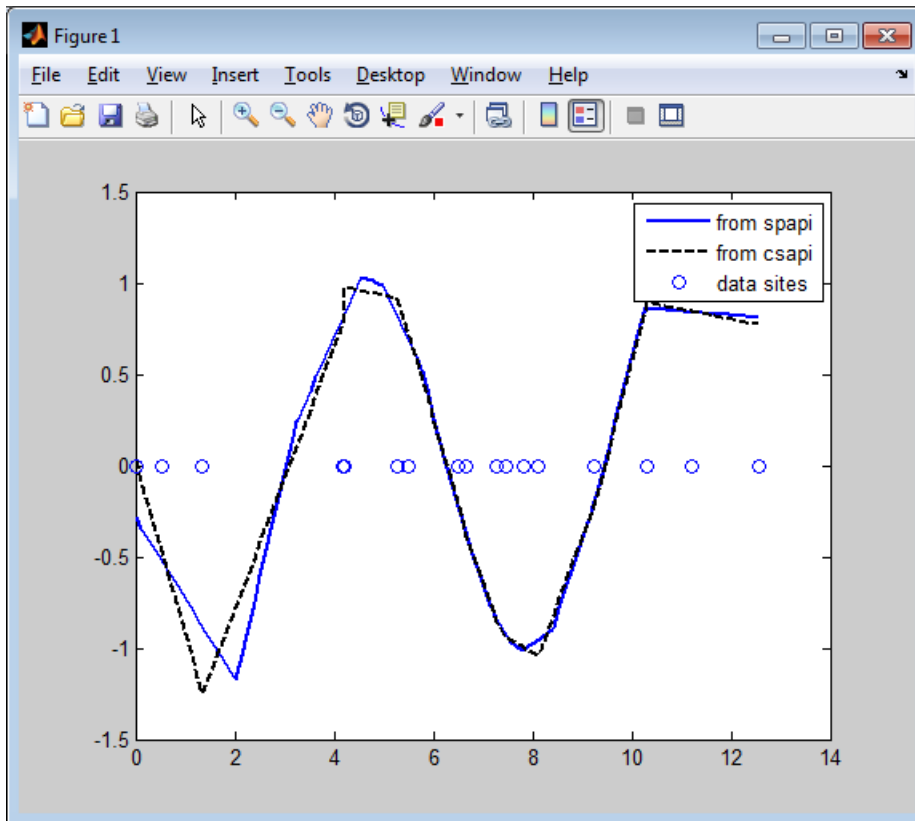 Figure 1
File Edit View Insert Tools Desktop Window Help
1.5
1
0.5
0
-0.5
-1
-1.5
0 2 4 6 8 10 12 14
from spapi
from csapi
data sites